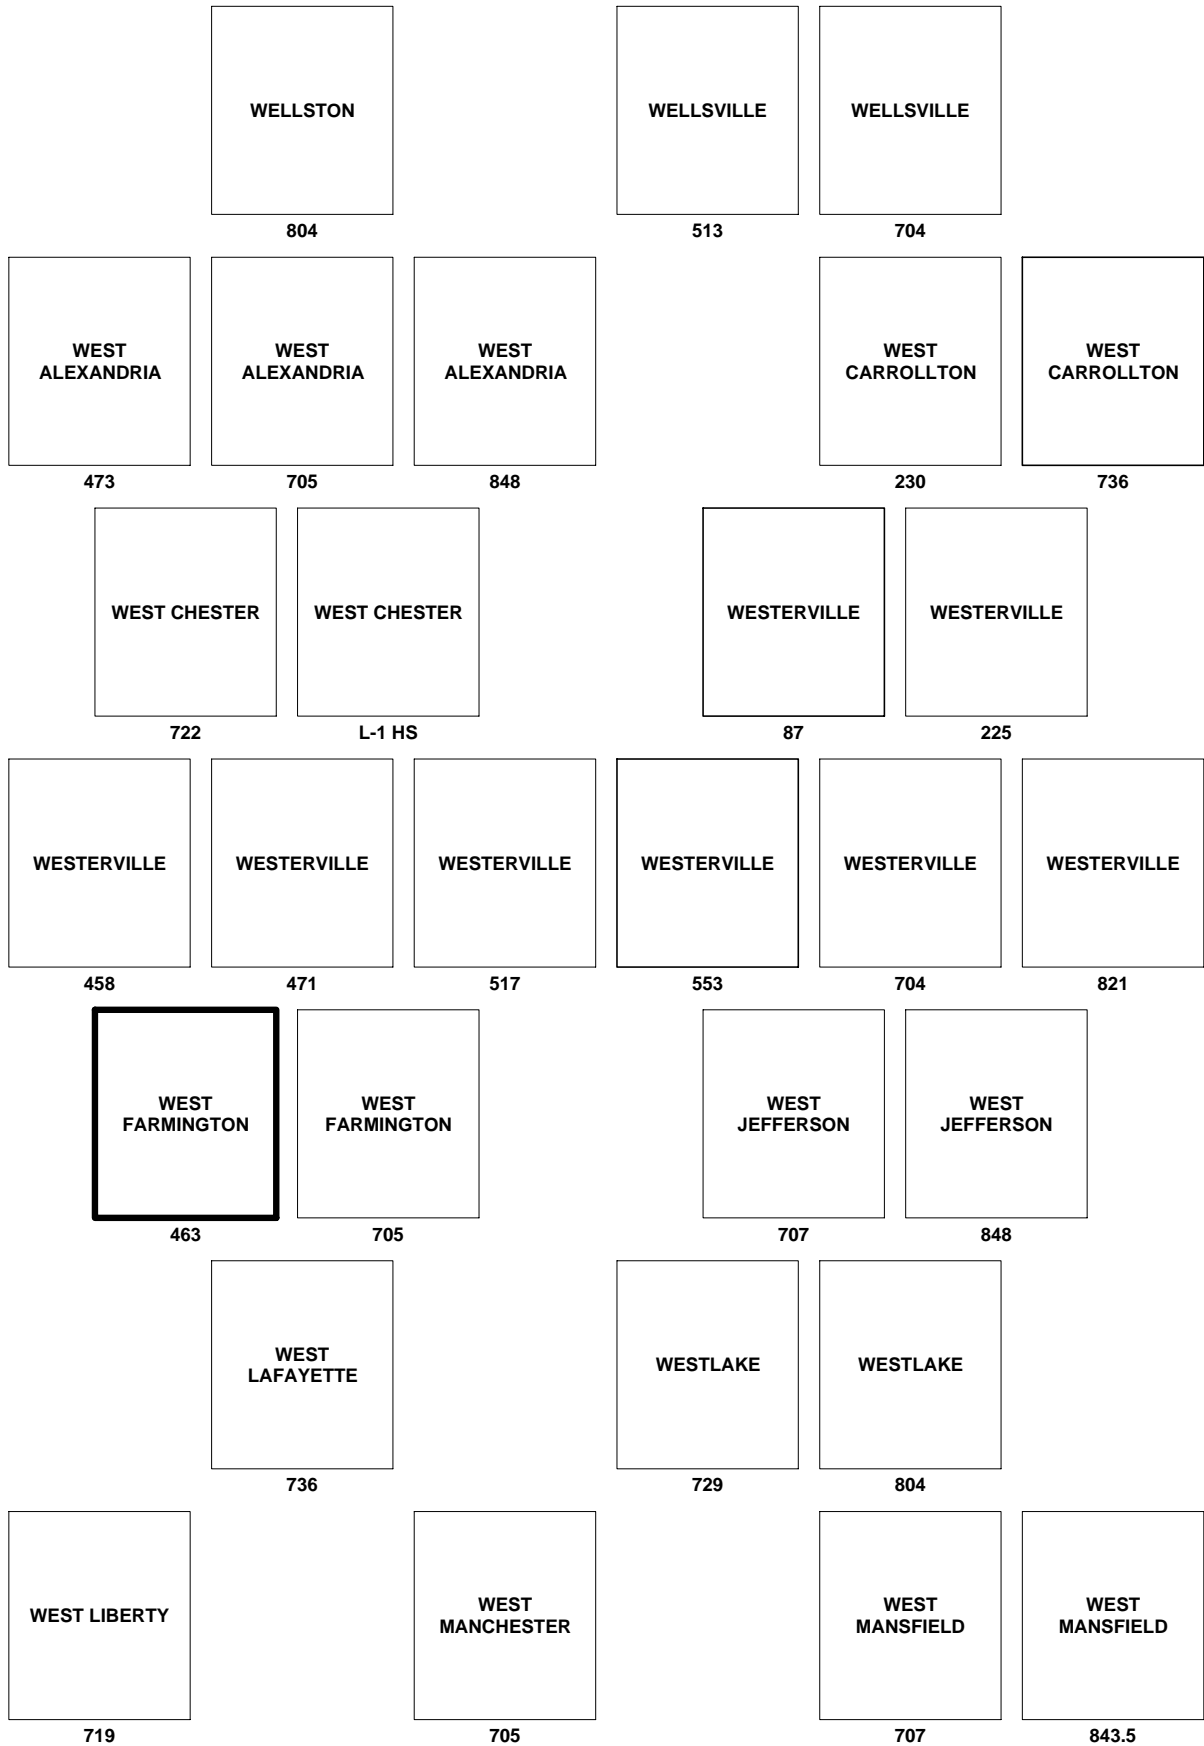 WELLSTON
804
WELLSVILLE
513
WELLSVILLE
704
WEST
ALEXANDRIA
473
WEST
ALEXANDRIA
705
WEST
ALEXANDRIA
848
WEST
CARROLLTON
230
WEST
CARROLLTON
736
WEST CHESTER
722
WEST CHESTER
L-1 HS
WESTERVILLE
87
WESTERVILLE
225
WESTERVILLE
458
WESTERVILLE
471
WESTERVILLE
517
WESTERVILLE
553
WESTERVILLE
704
WESTERVILLE
821
WEST
FARMINGTON
463
WEST
FARMINGTON
705
WEST
JEFFERSON
707
WEST
JEFFERSON
848
WEST
LAFAYETTE
736
WESTLAKE
729
WESTLAKE
804
WEST LIBERTY
719
WEST
MANCHESTER
705
WEST
MANSFIELD
707
WEST
MANSFIELD
843.5